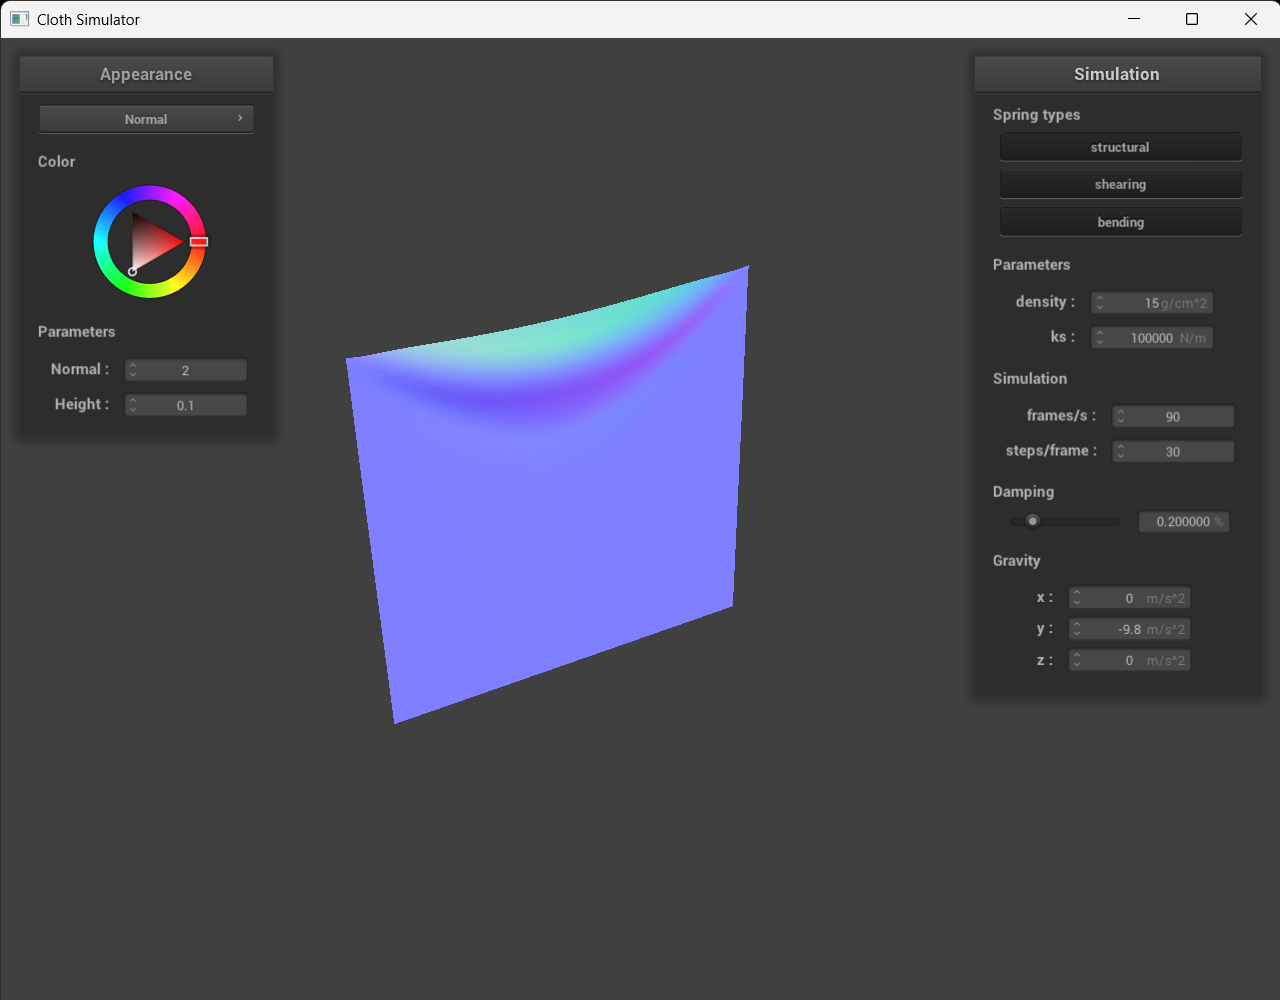 Cloth Simulator
Appearance
Normal
Color
Parameters
Normal : 2
Height : 0.1
Simulation
Spring types
structural
shearing
bending
Parameters
density : 15 g/cm^2
ks : 100000 N/m
Simulation
frames/s : 90
steps/frame : 30
Damping
0.200000 %
Gravity
x : 0 m/s^2
y : -9.8 m/s^2
z : 0 m/s^2